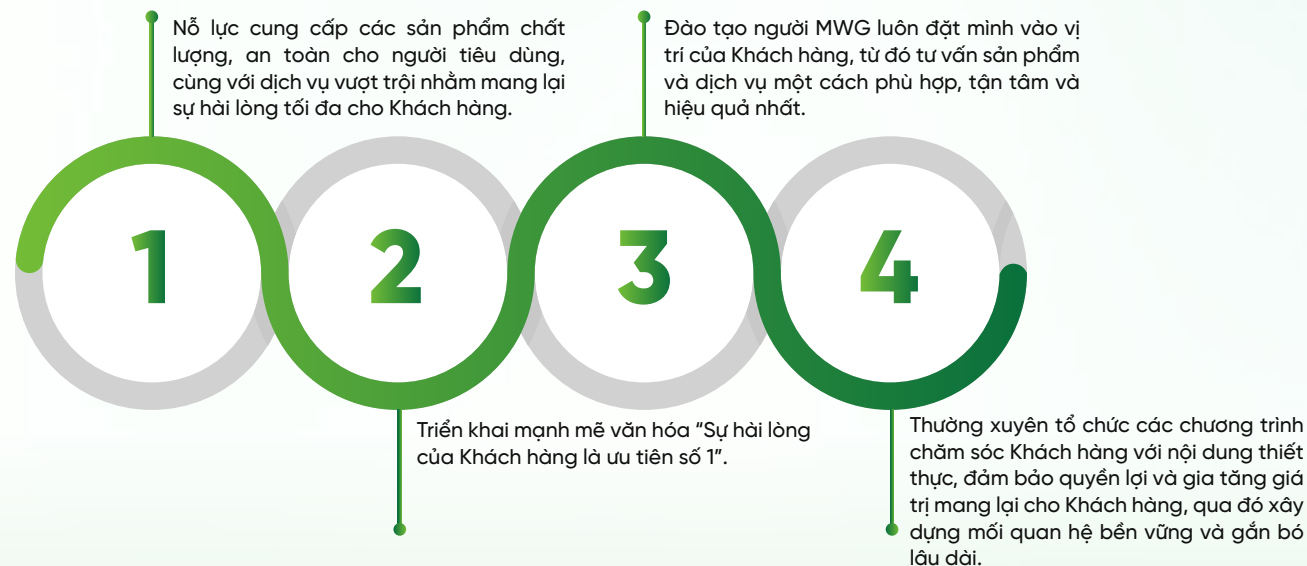 Nỗ lực cung cấp các sản phẩm chất
lượng, an toàn cho người tiêu dùng,
cùng với dịch vụ vượt trội nhằm mang lại
sự hài lòng tối đa cho Khách hàng.
Đào tạo người MWG luôn đặt mình vào vị
trí của Khách hàng, từ đó tư vấn sản phẩm
và dịch vụ một cách phù hợp, tận tâm và
hiệu quả nhất.
1
2
3
4
Triển khai mạnh mẽ văn hóa “Sự hài lòng
của Khách hàng là ưu tiên số 1”.
Thường xuyên tổ chức các chương trình
chăm sóc Khách hàng với nội dung thiết
thực, đảm bảo quyền lợi và gia tăng giá
trị mang lại cho Khách hàng, qua đó xây
dựng mối quan hệ bền vững và gắn bó
lâu dài.